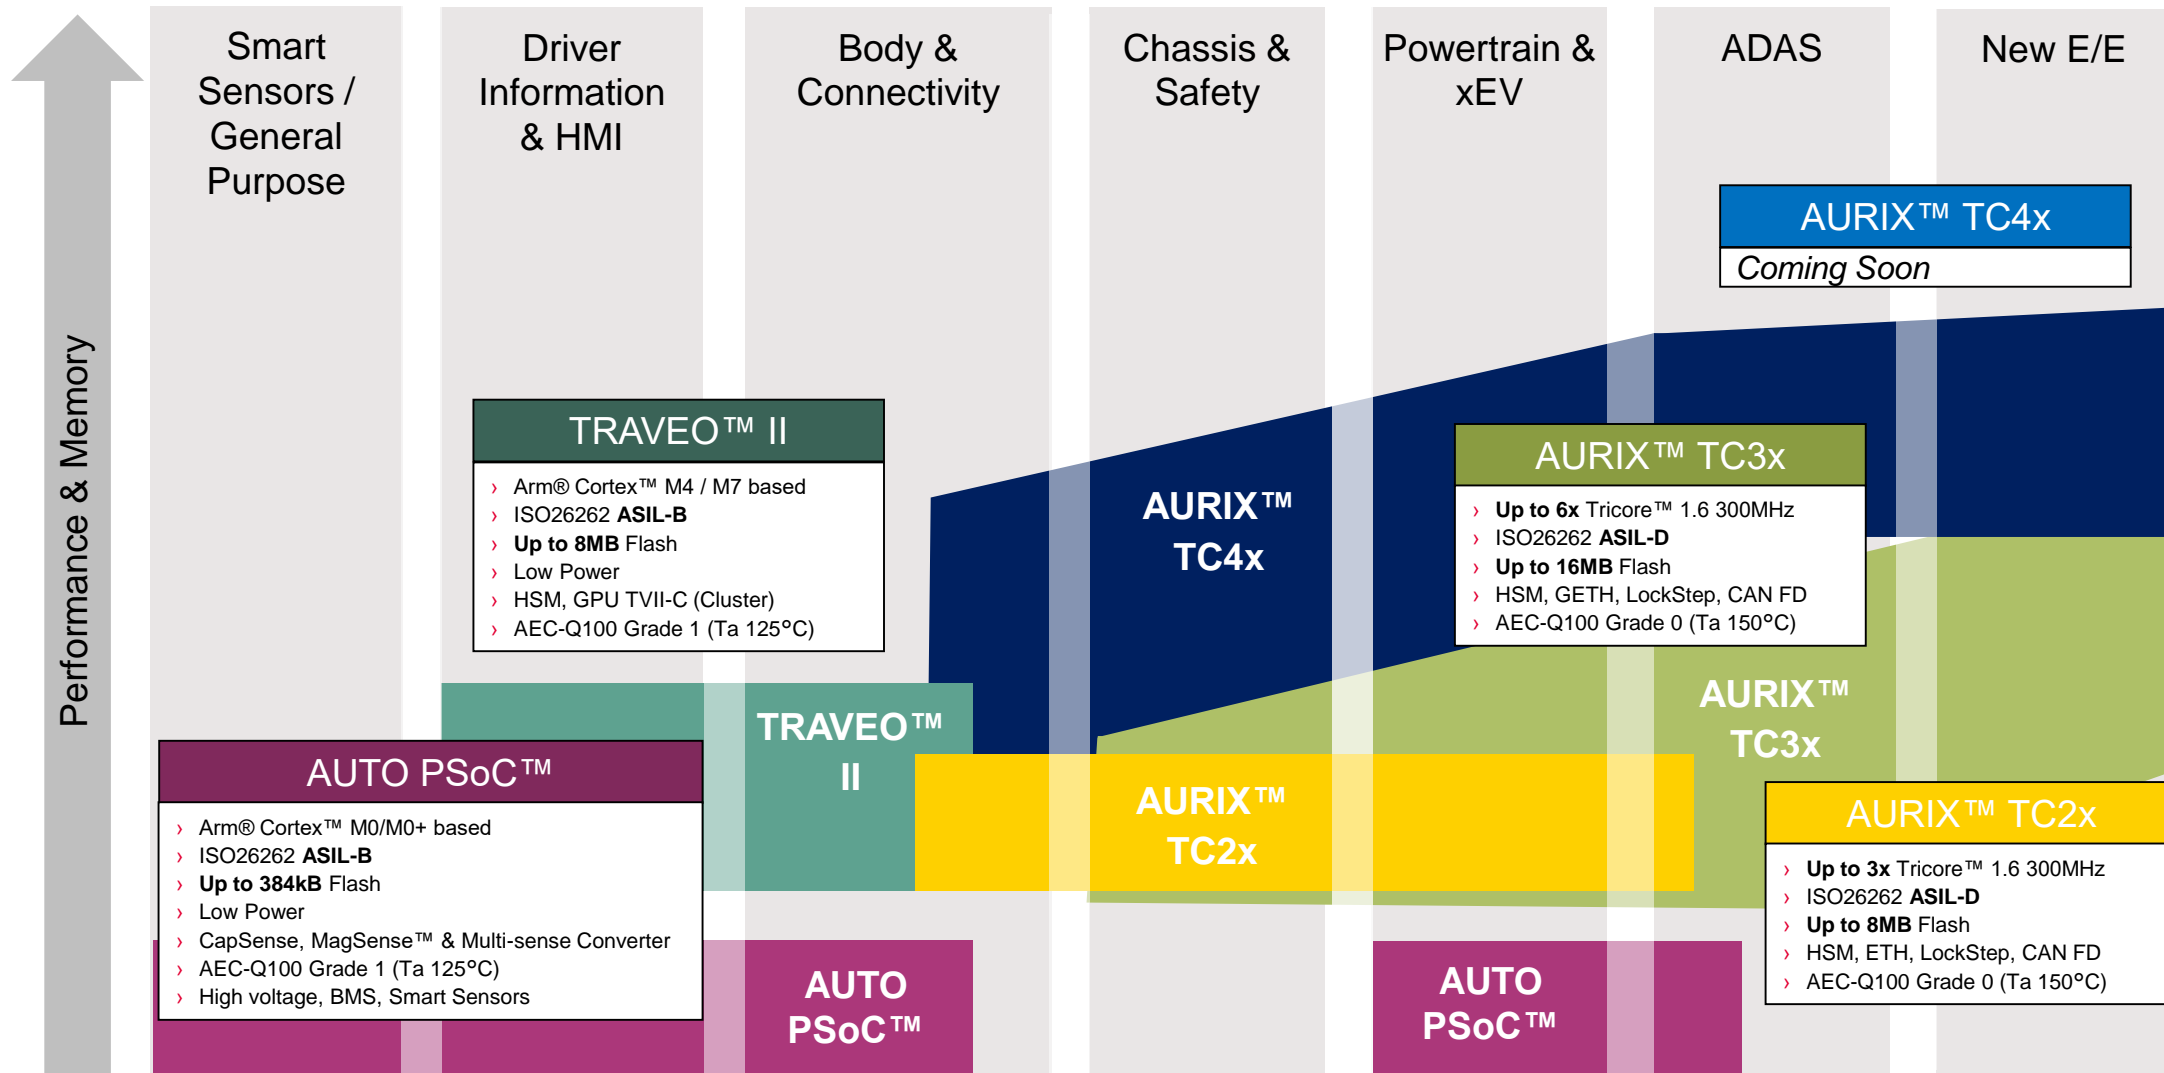 Smart
Sensors /
General
Purpose
Driver
Information
& HMI
Body &
Connectivity
Chassis &
Safety
Powertrain &
xEV
ADAS
New E/E
Performance & Memory
AURIX™ TC4x
Coming Soon
TRAVEO™ II
› Arm® Cortex™ M4 / M7 based
› ISO26262 ASIL-B
› Up to 8MB Flash
› Low Power
› HSM, GPU TVII-C (Cluster)
› AEC-Q100 Grade 1 (Ta 125°C)
AURIX™
TC4x
AURIX™ TC3x
› Up to 6x Tricore™ 1.6 300MHz
› ISO26262 ASIL-D
› Up to 16MB Flash
› HSM, GETH, LockStep, CAN FD
› AEC-Q100 Grade 0 (Ta 150°C)
AURIX™
TC3x
TRAVEO™
II
AUTO PSoC™
› Arm® Cortex™ M0/M0+ based
› ISO26262 ASIL-B
› Up to 384kB Flash
› Low Power
› CapSense, MagSense™ & Multi-sense Converter
› AEC-Q100 Grade 1 (Ta 125°C)
› High voltage, BMS, Smart Sensors
AURIX™
TC2x
AURIX™ TC2x
› Up to 3x Tricore™ 1.6 300MHz
› ISO26262 ASIL-D
› Up to 8MB Flash
› HSM, ETH, LockStep, CAN FD
› AEC-Q100 Grade 0 (Ta 150°C)
AUTO
PSoC™
AUTO
PSoC™